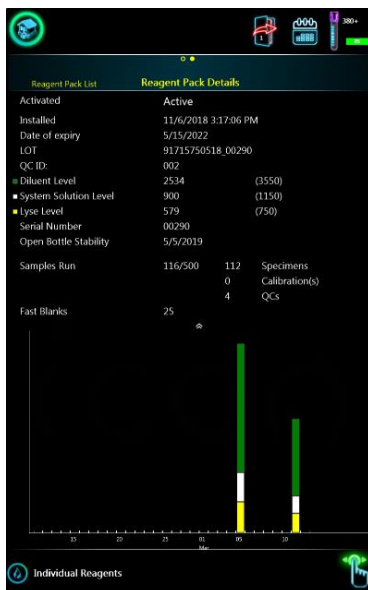 380+
1
000
Reagent Pack List Reagent Pack Details
Activated Active
Installed 11/6/2018 3:17:06 PM
Date of expiry 5/15/2022
LOT 91715750518_00290
QC ID: 002
Diluent Level 2534 (3550)
System Solution Level 900 (1150)
Lyse Level 579 (750)
Serial Number 00290
Open Bottle Stability 5/5/2019
Samples Run 116/500 112 Specimens
0 Calibration(s)
4 QCs
Fast Blanks 25
15 20 25 01 05 10
Mar
Individual Reagents